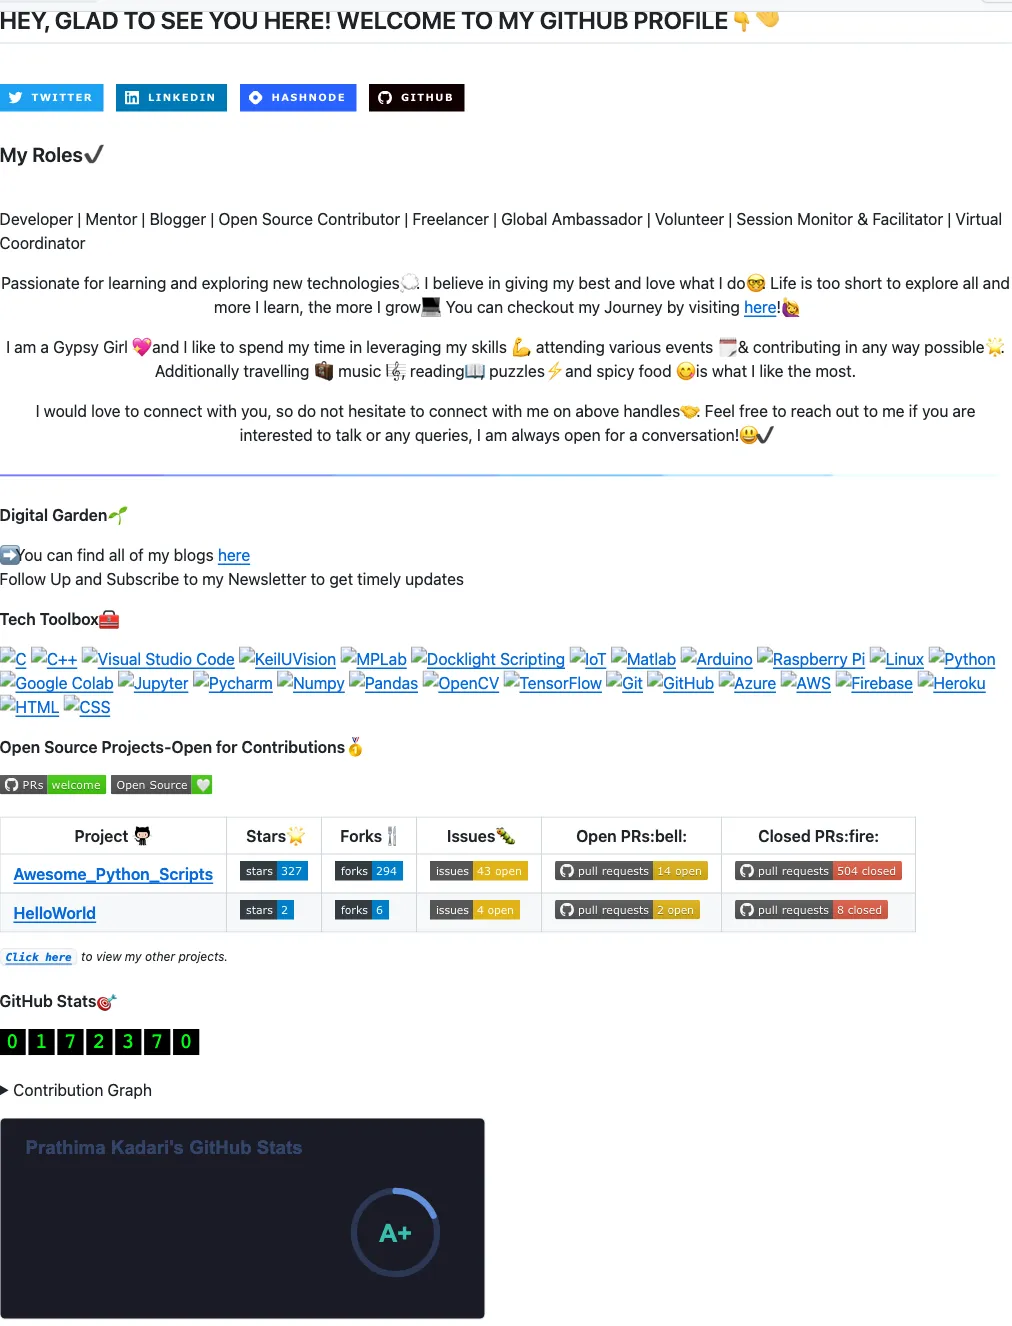 HEY, GLAD TO SEE YOU HERE! WELCOME TO MY GITHUB PROFILE👇👋
TWITTER LINKEDIN HASHNODE GITHUB
My Roles✔️
Developer | Mentor | Blogger | Open Source Contributor | Freelancer | Global Ambassador | Volunteer | Session Monitor & Facilitator | Virtual
Coordinator
Passionate for learning and exploring new technologies💭. I believe in giving my best and love what I do🤓. Life is too short to explore all and
more I learn, the more I grow💻. You can checkout my Journey by visiting here!🙋
I am a Gypsy Girl 💖and I like to spend my time in leveraging my skills 💪, attending various events 🗓️& contributing in any way possible🌟.
Additionally travelling 🧳, music 🎼, reading📖, puzzles⚡and spicy food 😋is what I like the most.
I would love to connect with you, so do not hesitate to connect with me on above handles🤝. Feel free to reach out to me if you are
interested to talk or any queries, I am always open for a conversation!😃✔️
Digital Garden🌱
➡️You can find all of my blogs here
Follow Up and Subscribe to my Newsletter to get timely updates
Tech Toolbox🧰
C C++ Visual Studio Code KeilUVision MPLab Docklight Scripting IoT Matlab Arduino Raspberry Pi Linux Python
Google Colab Jupyter Pycharm Numpy Pandas OpenCV TensorFlow Git GitHub Azure AWS Firebase Heroku
HTML CSS
Open Source Projects-Open for Contributions🥇
PRs welcome Open Source 💚
Project Stars🌟 Forks🍴 Issues🐛 Open PRs:bell: Closed PRs:fire:
Awesome_Python_Scripts stars 327 forks 294 issues 43 open pull requests 14 open pull requests 504 closed
HelloWorld stars 2 forks 6 issues 4 open pull requests 2 open pull requests 8 closed
Click here to view my other projects.
GitHub Stats🎯
0172370
▶ Contribution Graph
Prathima Kadari's GitHub Stats
A+